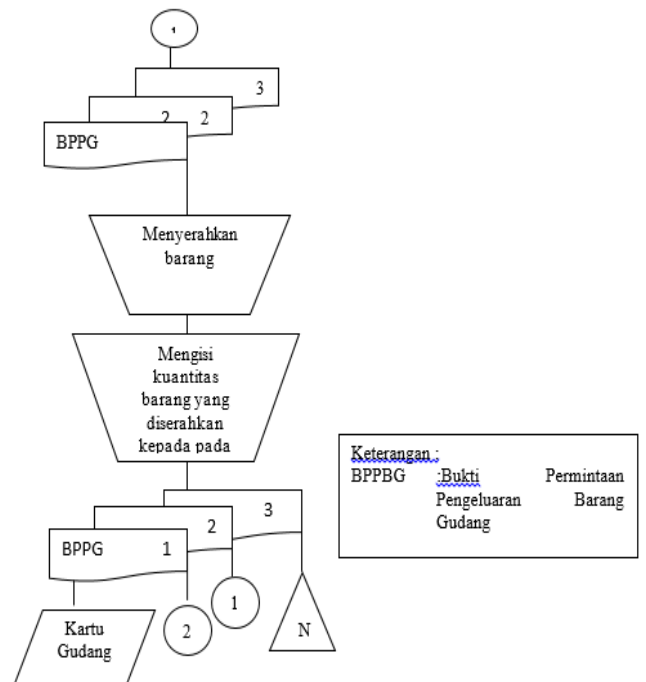 1
3
2 2
BPPG
Menyerahkan
barang
Mengisi
kuantitas
barang yang
diserahkan
kepada pada
3
2
BPPG 1
1
2
N
Kartu
Gudang
Keterangan :
BPPBG :Bukti Permintaan
Pengeluaran Barang
Gudang